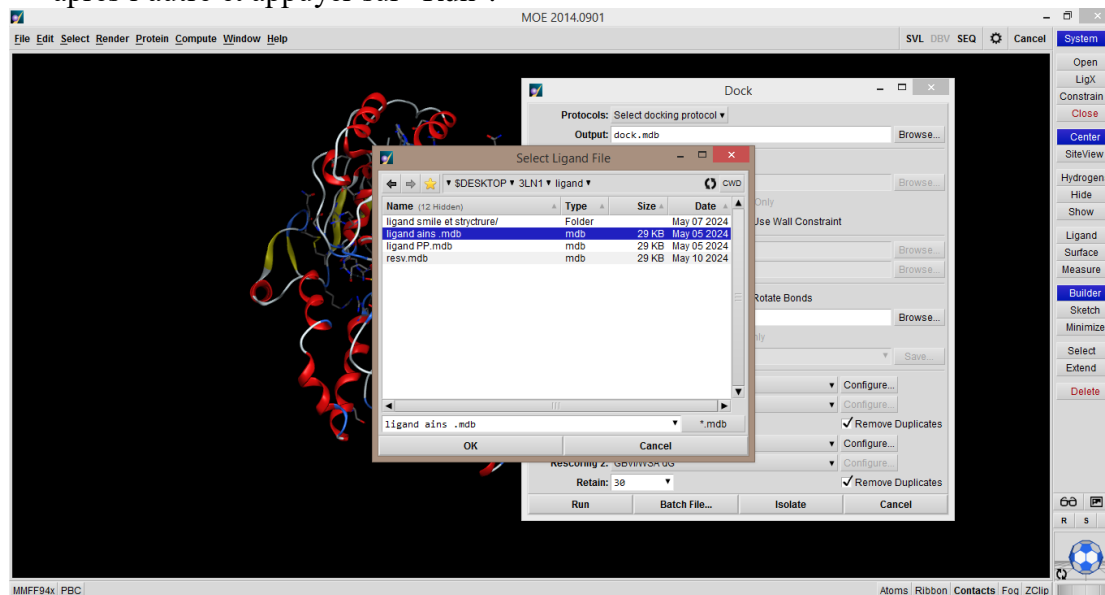 après l'autre et appuyer sur "Run".
MOE 2014.0901
File Edit Select Render Protein Compute Window Help
SVL DBV SEQ Cancel
System
Open
LigX
Constrain
Close
Center
SiteView
Hydrogen
Hide
Show
Ligand
Surface
Measure
Builder
Sketch
Minimize
Select
Extend
Delete
R S
Dock
Protocols: Select docking protocol
Output: dock.mdb Browse...
Browse...
Only
Use Wall Constraint
Browse...
Browse...
Rotate Bonds
Browse...
Save...
Configure...
Configure...
Remove Duplicates
Configure...
Rescoring 2: GBVI/WSA dG Configure...
Retain: 30 Remove Duplicates
Run Batch File... Isolate Cancel
Select Ligand File
$DESKTOP 3LN1 ligand CWD
Name (12 Hidden) Type Size Date
ligand smile et stryctrure/ Folder May 07 2024
ligand ains .mdb mdb 29 KB May 05 2024
ligand PP.mdb mdb 29 KB May 05 2024
resv.mdb mdb 29 KB May 10 2024
ligand ains .mdb *.mdb
OK Cancel
MMFF94x PBC
Atoms Ribbon Contacts Fog ZClip